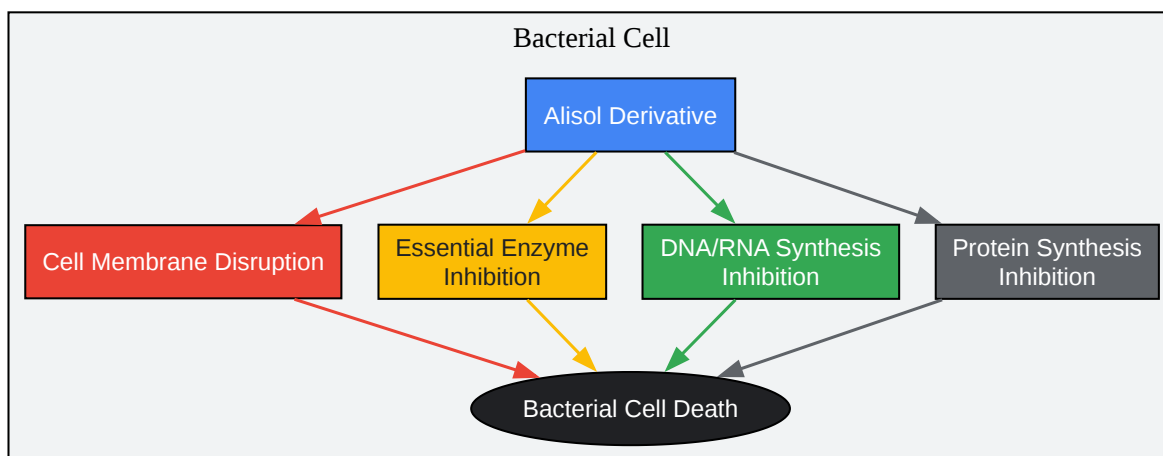 Bacterial Cell
Alisol Derivative
Cell Membrane Disruption
Essential Enzyme
Inhibition
DNA/RNA Synthesis
Inhibition
Protein Synthesis
Inhibition
Bacterial Cell Death